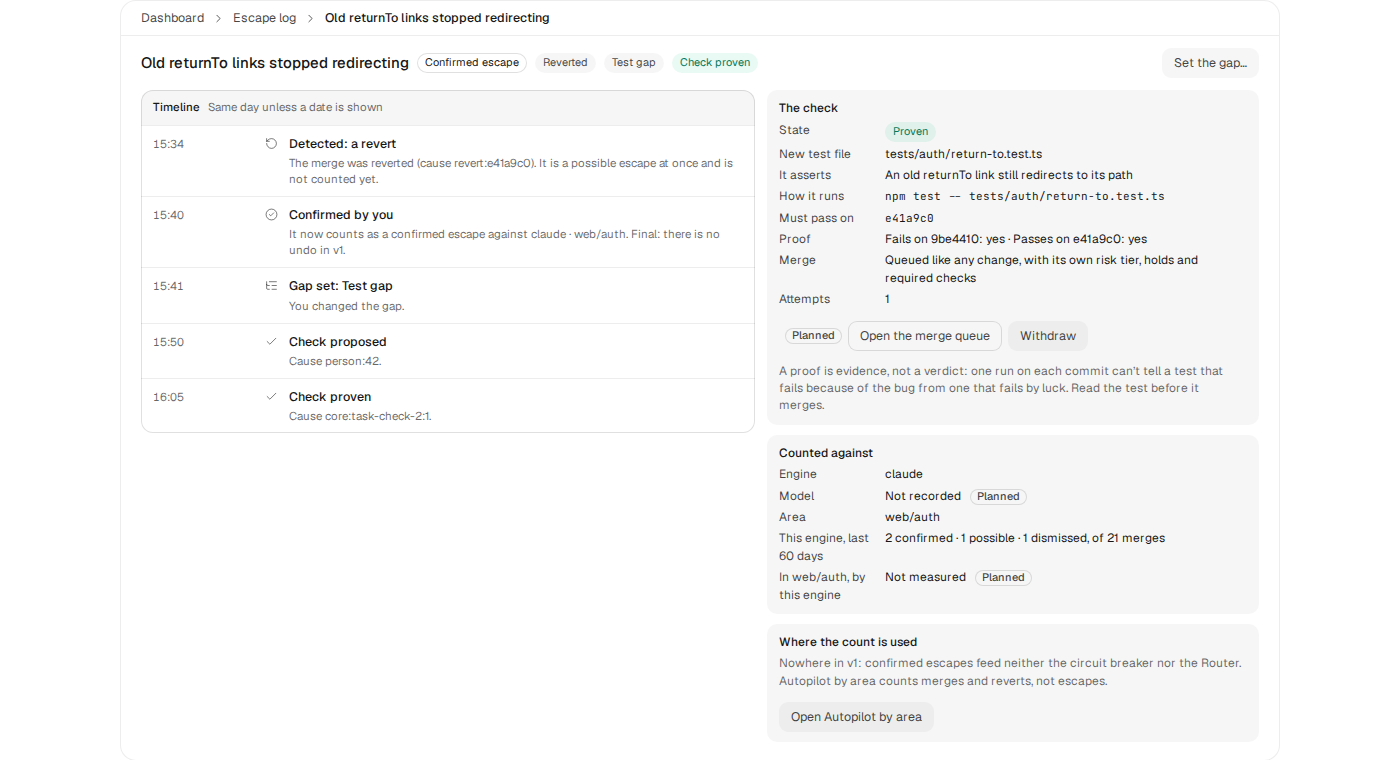 Dashboard > Escape log > Old returnTo links stopped redirecting
Old returnTo links stopped redirecting Confirmed escape Reverted Test gap Check proven Set the gap…
Timeline Same day unless a date is shown
15:34 Detected: a revert
The merge was reverted (cause revert:e41a9c0). It is a possible escape at once and is
not counted yet.
15:40 Confirmed by you
It now counts as a confirmed escape against claude · web/auth. Final: there is no
undo in v1.
15:41 Gap set: Test gap
You changed the gap.
15:50 Check proposed
Cause person:42.
16:05 Check proven
Cause core:task-check-2:1.
The check
State Proven
New test file tests/auth/return-to.test.ts
It asserts An old returnTo link still redirects to its path
How it runs npm test -- tests/auth/return-to.test.ts
Must pass on e41a9c0
Proof Fails on 9be4410: yes · Passes on e41a9c0: yes
Merge Queued like any change, with its own risk tier, holds and
required checks
Attempts 1
Planned Open the merge queue Withdraw
A proof is evidence, not a verdict: one run on each commit can't tell a test that
fails because of the bug from one that fails by luck. Read the test before it
merges.
Counted against
Engine claude
Model Not recorded Planned
Area web/auth
This engine, last 2 confirmed · 1 possible · 1 dismissed, of 21 merges
60 days
In web/auth, by Not measured Planned
this engine
Where the count is used
Nowhere in v1: confirmed escapes feed neither the circuit breaker nor the Router.
Autopilot by area counts merges and reverts, not escapes.
Open Autopilot by area